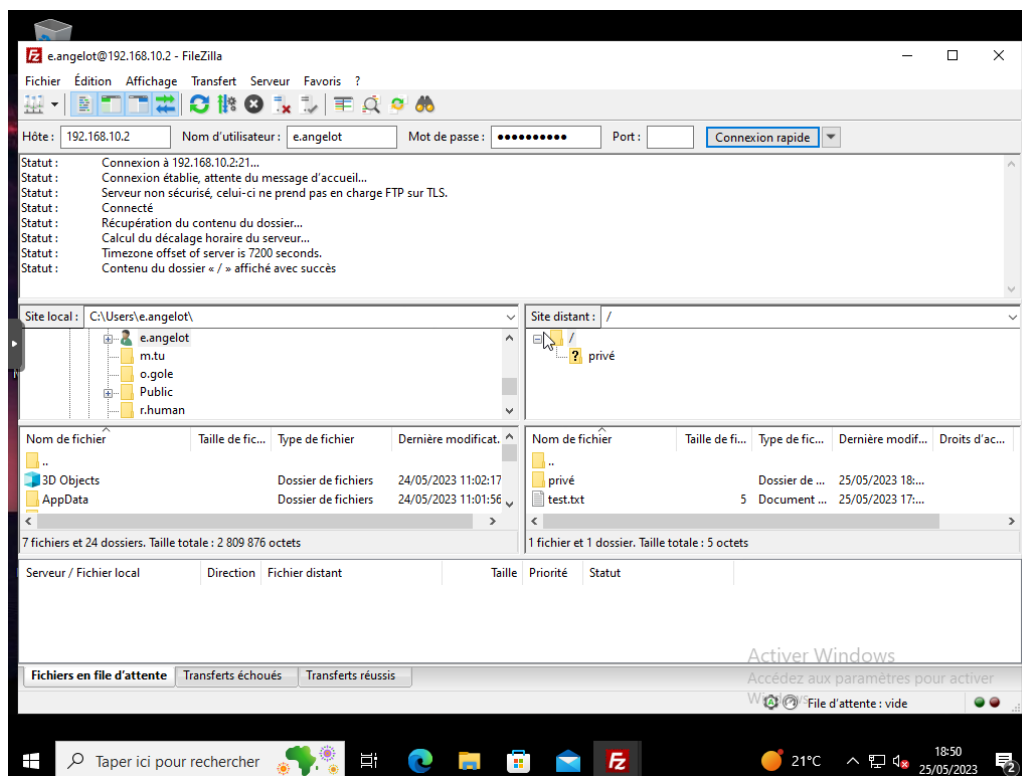 e.angelot@192.168.10.2 - FileZilla
Fichier Édition Affichage Transfert Serveur Favoris ?
Hôte : 192.168.10.2 Nom d'utilisateur : e.angelot Mot de passe : ●●●●●●●●●● Port : Connexion rapide
Statut : Connexion à 192.168.10.2:21...
Statut : Connexion établie, attente du message d'accueil...
Statut : Serveur non sécurisé, celui-ci ne prend pas en charge FTP sur TLS.
Statut : Connecté
Statut : Récupération du contenu du dossier...
Statut : Calcul du décalage horaire du serveur...
Statut : Timezone offset of server is 7200 seconds.
Statut : Contenu du dossier « / » affiché avec succès
Site local : C:\Users\e.angelot\
e.angelot
m.tu
o.gole
Public
r.human
Site distant : /
/
privé
Nom de fichier Taille de fic... Type de fichier Dernière modificat.
..
3D Objects Dossier de fichiers 24/05/2023 11:02:17
AppData Dossier de fichiers 24/05/2023 11:01:56
7 fichiers et 24 dossiers. Taille totale : 2 809 876 octets
Nom de fichier Taille de fi... Type de fic... Dernière modif... Droits d'ac...
..
privé Dossier de ... 25/05/2023 18:...
test.txt 5 Document ... 25/05/2023 17:...
1 fichier et 1 dossier. Taille totale : 5 octets
Serveur / Fichier local Direction Fichier distant Taille Priorité Statut
Activer Windows
Accédez aux paramètres pour activer
Fichiers en file d'attente Transferts échoués Transferts réussis
File d'attente : vide
Taper ici pour rechercher
21°C
18:50
25/05/2023
2